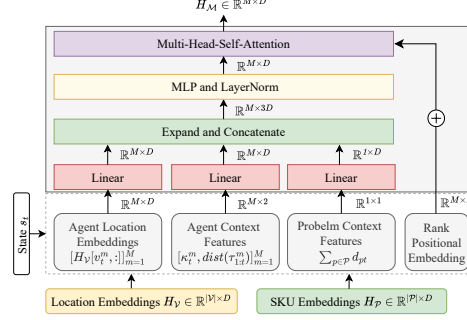 H_M ∈ ℝ^{M×D}
Multi-Head-Self-Attention
ℝ^{M×D}
MLP and LayerNorm
ℝ^{M×3D}
Expand and Concatenate
ℝ^{M×D} ℝ^{M×D} ℝ^{1×D}
Linear Linear Linear
ℝ^{M×D} ℝ^{M×2} ℝ^{1×1} ℝ^{M×
State s_t
Agent Location
Embeddings
[H_V[v_t^m, :]]_{m=1}^M
Agent Context
Features
[κ_t^m, dist(τ_{1:t}^m)]_{m=1}^M
Probelm Context
Features
∑_{p∈P} d_{pt}
Rank
Positional
Embedding
Location Embeddings H_V ∈ ℝ^{|V|×D}
SKU Embeddings H_P ∈ ℝ^{|P|×D}